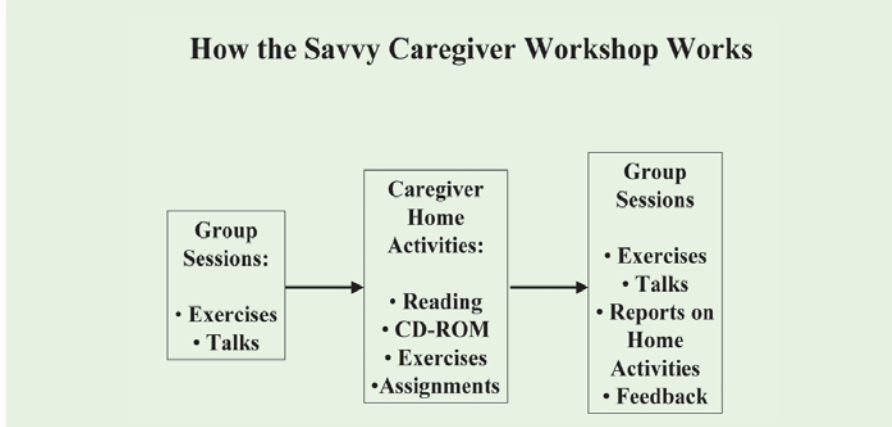 How the Savvy Caregiver Workshop Works
Group
Sessions:
• Exercises
• Talks
Caregiver
Home
Activities:
• Reading
• CD-ROM
• Exercises
•Assignments
Group
Sessions
• Exercises
• Talks
• Reports on
Home
Activities
• Feedback